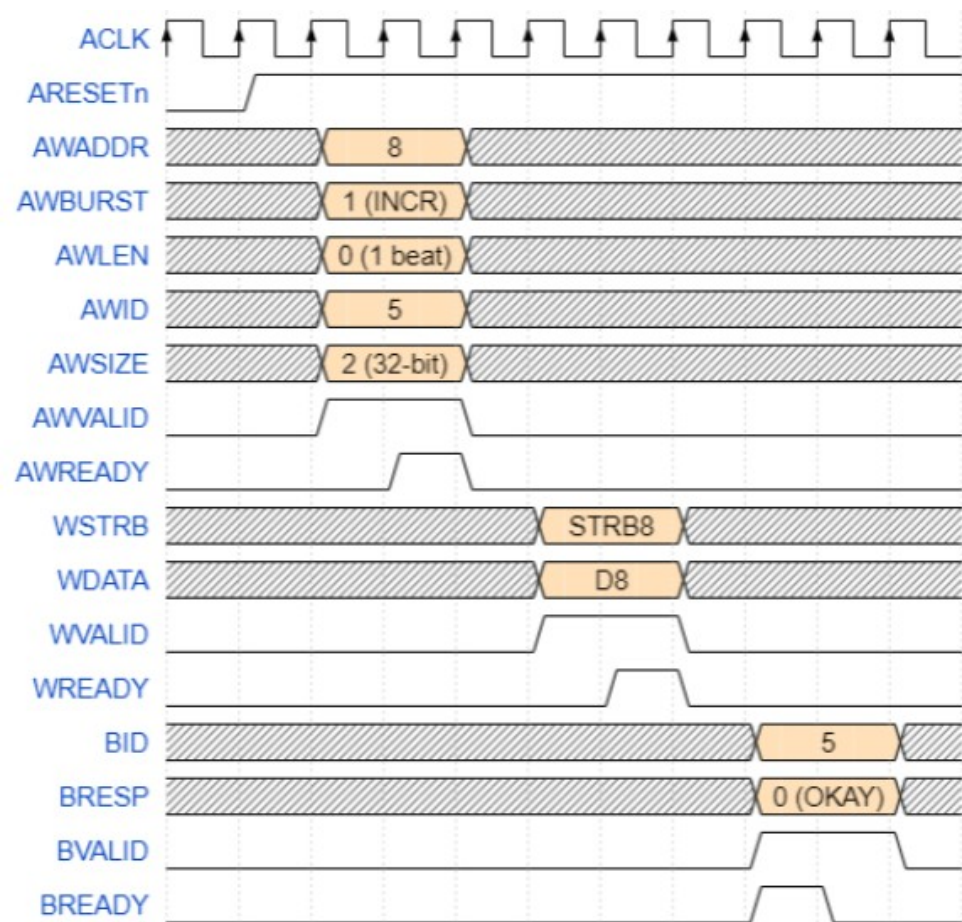 ACLK
ARESETn
AWADDR 8
AWBURST 1 (INCR)
AWLEN 0 (1 beat)
AWID 5
AWSIZE 2 (32-bit)
AWVALID
AWREADY
WSTRB STRB8
WDATA D8
WVALID
WREADY
BID 5
BRESP 0 (OKAY)
BVALID
BREADY